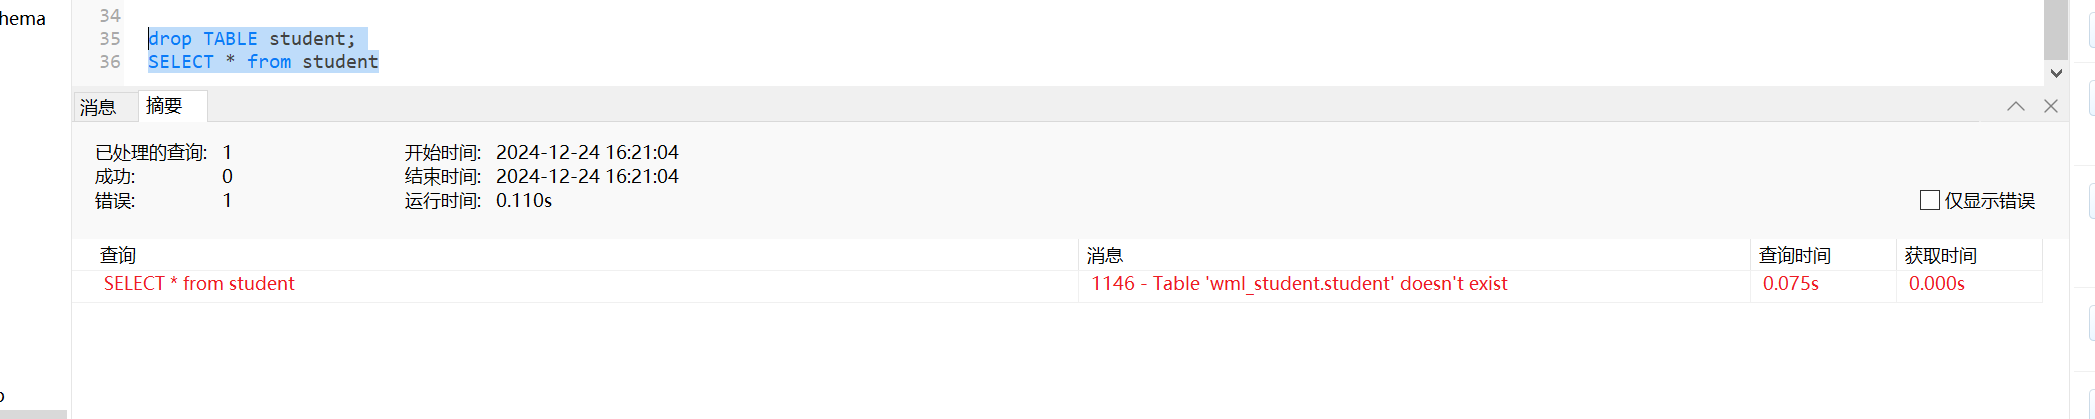 hema
34
35 drop TABLE student;
36 SELECT * from student
消息 摘要
已处理的查询: 1 开始时间: 2024-12-24 16:21:04
成功: 0 结束时间: 2024-12-24 16:21:04
错误: 1 运行时间: 0.110s
仅显示错误
查询 消息 查询时间 获取时间
SELECT * from student 1146 - Table 'wml_student.student' doesn't exist 0.075s 0.000s